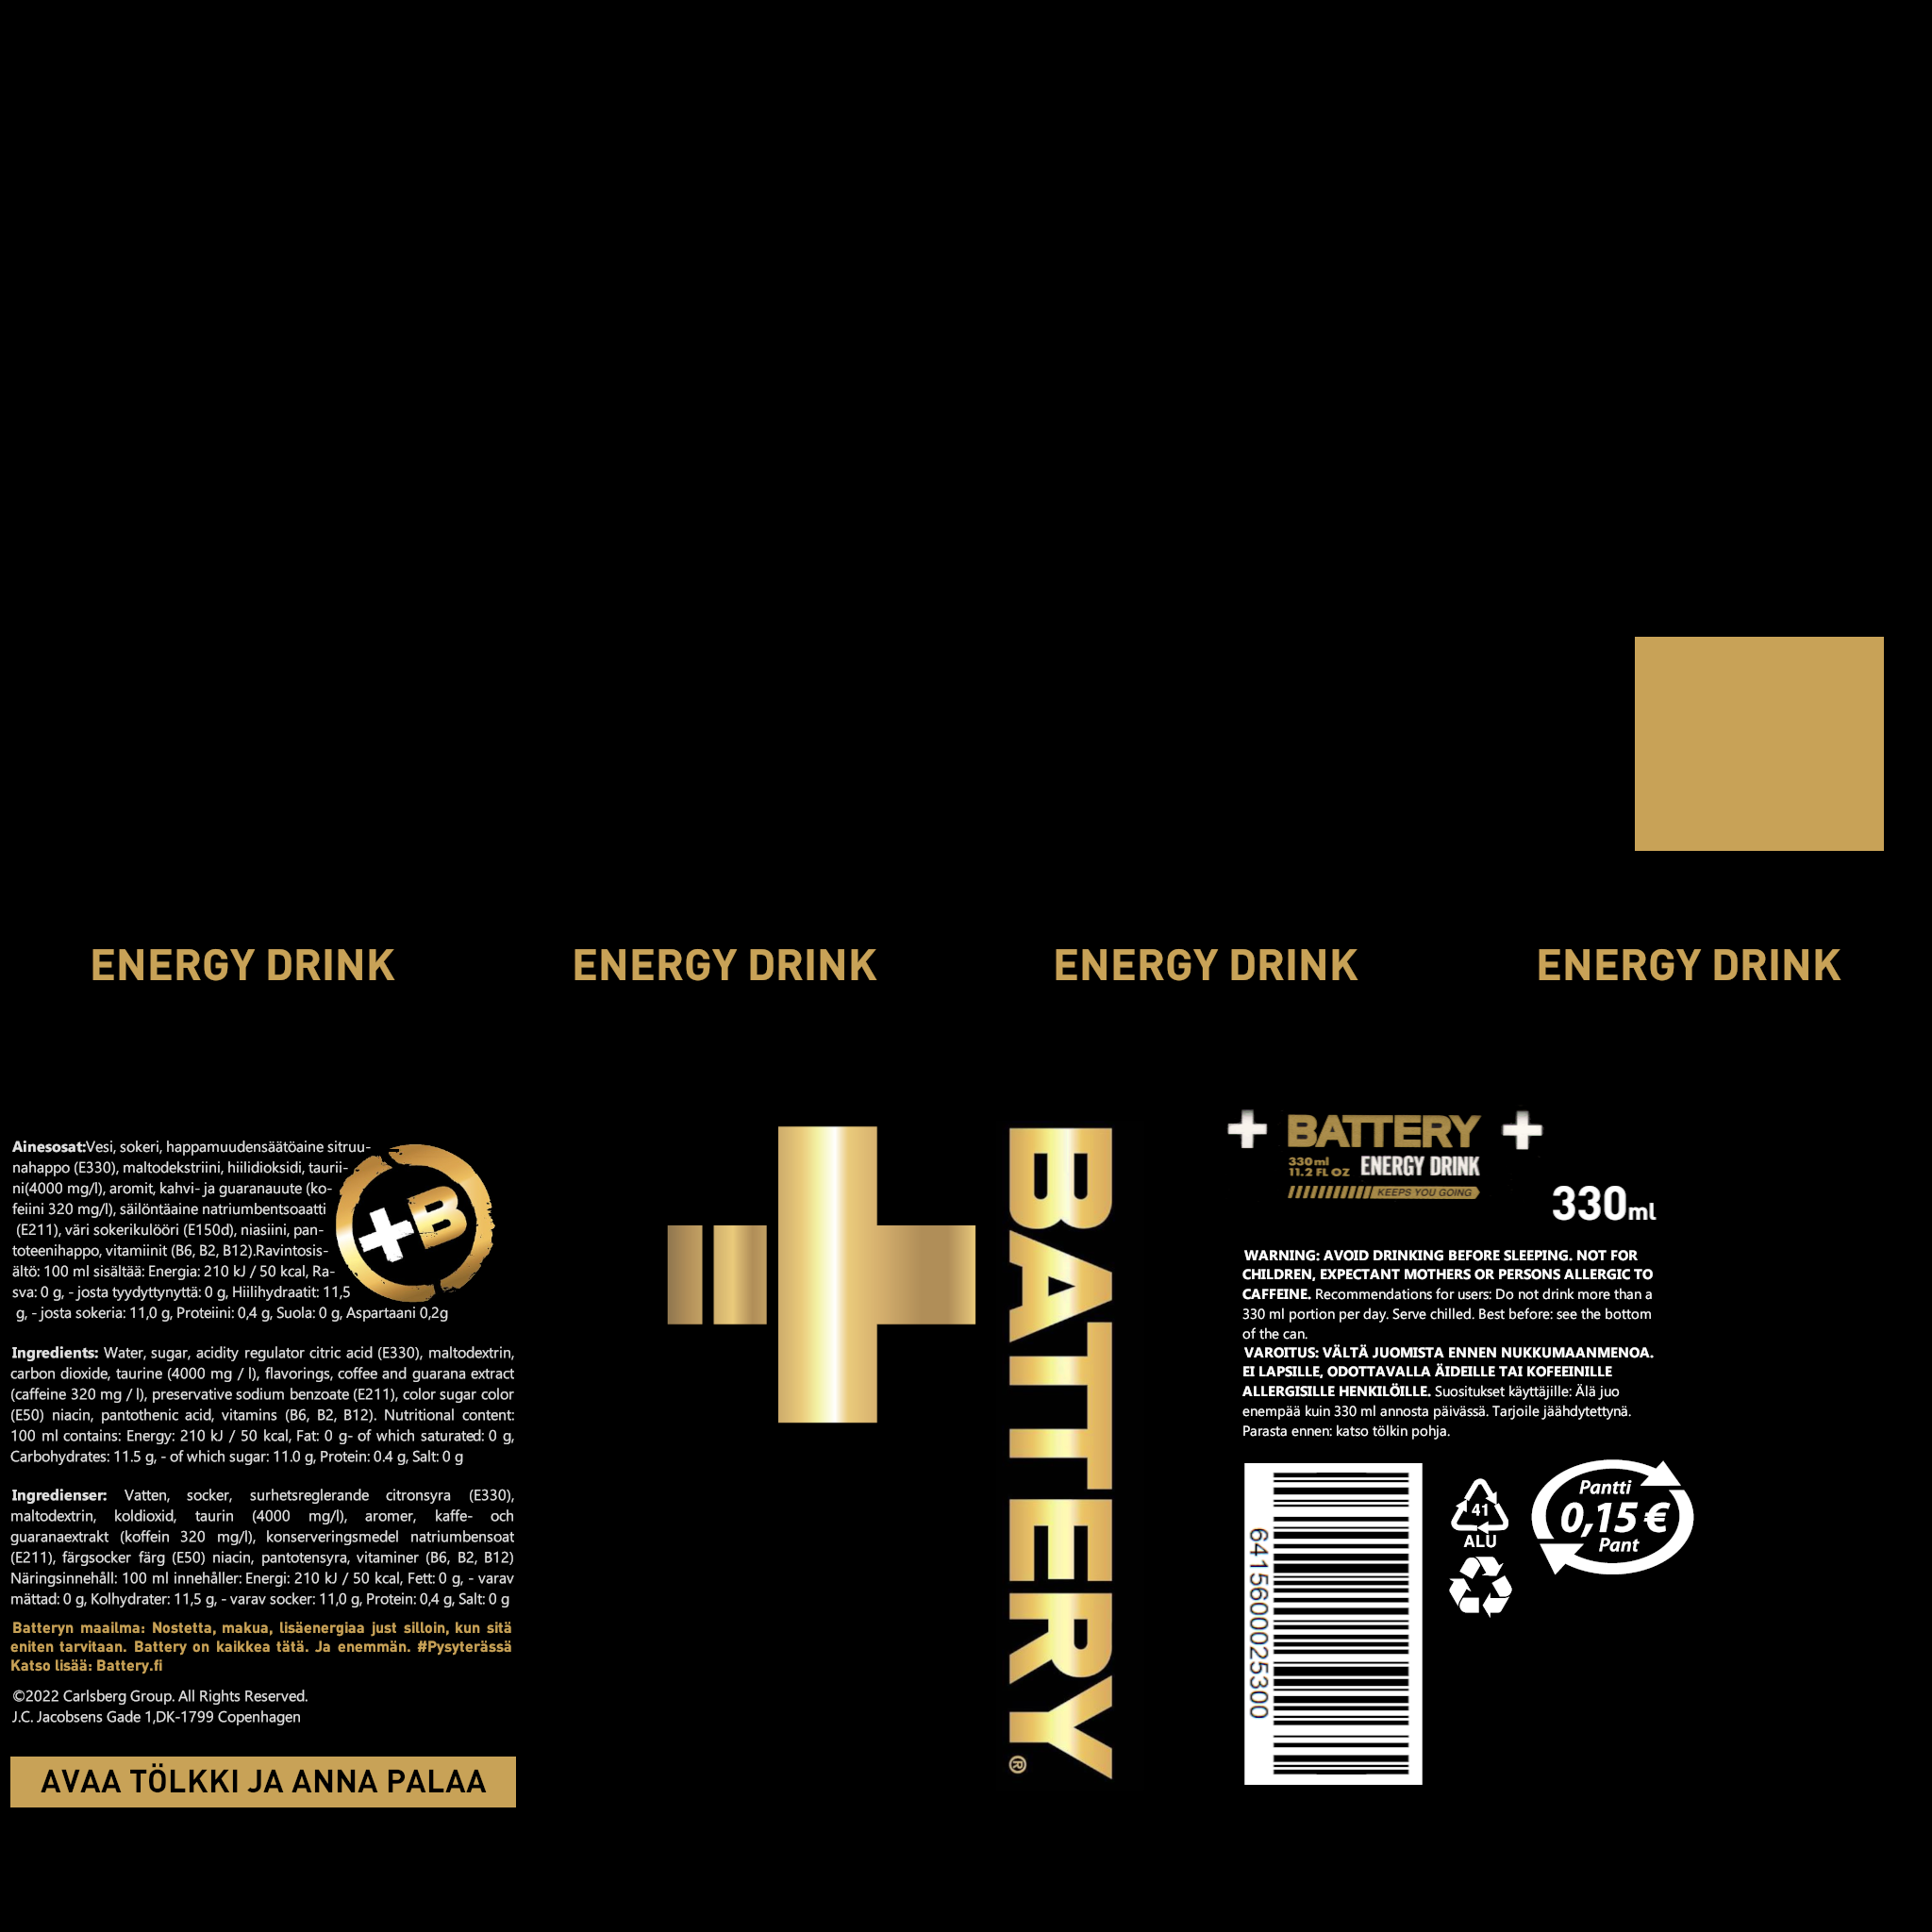 ENERGY DRINK
ENERGY DRINK
ENERGY DRINK
ENERGY DRINK
Ainesosat:Vesi, sokeri, happamuudensäätöaine sitruu-
nahappo (E330), maltodekstriini, hiilidioksidi, taurii-
ni(4000 mg/l), aromit, kahvi- ja guaranauute (ko-
feiini 320 mg/l), säilöntäaine natriumbentsoaatti
(E211), väri sokerikulööri (E150d), niasiini, pan-
toteenihappo, vitamiinit (B6, B2, B12).Ravintosis-
ältö: 100 ml sisältää: Energia: 210 kJ / 50 kcal, Ra-
sva: 0 g, - josta tyydyttynyttä: 0 g, Hiilihydraatit: 11,5
g, - josta sokeria: 11,0 g, Proteiini: 0,4 g, Suola: 0 g, Aspartaani 0,2g
+B
Ingredients: Water, sugar, acidity regulator citric acid (E330), maltodextrin,
carbon dioxide, taurine (4000 mg / l), flavorings, coffee and guarana extract
(caffeine 320 mg / l), preservative sodium benzoate (E211), color sugar color
(E50) niacin, pantothenic acid, vitamins (B6, B2, B12). Nutritional content:
100 ml contains: Energy: 210 kJ / 50 kcal, Fat: 0 g- of which saturated: 0 g,
Carbohydrates: 11.5 g, - of which sugar: 11.0 g, Protein: 0.4 g, Salt: 0 g
Ingredienser: Vatten, socker, surhetsreglerande citronsyra (E330),
maltodextrin, koldioxid, taurin (4000 mg/l), aromer, kaffe- och
guaranaextrakt (koffein 320 mg/l), konserveringsmedel natriumbensoat
(E211), färgsocker färg (E50) niacin, pantotensyra, vitaminer (B6, B2, B12)
Näringsinnehåll: 100 ml innehåller: Energi: 210 kJ / 50 kcal, Fett: 0 g, - varav
mättad: 0 g, Kolhydrater: 11,5 g, - varav socker: 11,0 g, Protein: 0,4 g, Salt: 0 g
Batteryn maailma: Nostetta, makua, lisäenergiaa just silloin, kun sitä
eniten tarvitaan. Battery on kaikkea tätä. Ja enemmän. #Pysyterässä
Katso lisää: Battery.fi
©2022 Carlsberg Group. All Rights Reserved.
J.C. Jacobsens Gade 1,DK-1799 Copenhagen
AVAA TÖLKKI JA ANNA PALAA
BATTERY®
+ BATTERY +
330ml
11.2 FL OZ
ENERGY DRINK
KEEPS YOU GOING
330ml
WARNING: AVOID DRINKING BEFORE SLEEPING. NOT FOR
CHILDREN, EXPECTANT MOTHERS OR PERSONS ALLERGIC TO
CAFFEINE. Recommendations for users: Do not drink more than a
330 ml portion per day. Serve chilled. Best before: see the bottom
of the can.
VAROITUS: VÄLTÄ JUOMISTA ENNEN NUKKUMAANMENOA.
EI LAPSILLE, ODOTTAVALLA ÄIDEILLE TAI KOFEEINILLE
ALLERGISILLE HENKILÖILLE. Suositukset käyttäjille: Älä juo
enempää kuin 330 ml annosta päivässä. Tarjoile jäähdytettynä.
Parasta ennen: katso tölkin pohja.
6415600025300
41
ALU
Pantti
0,15 €
Pant